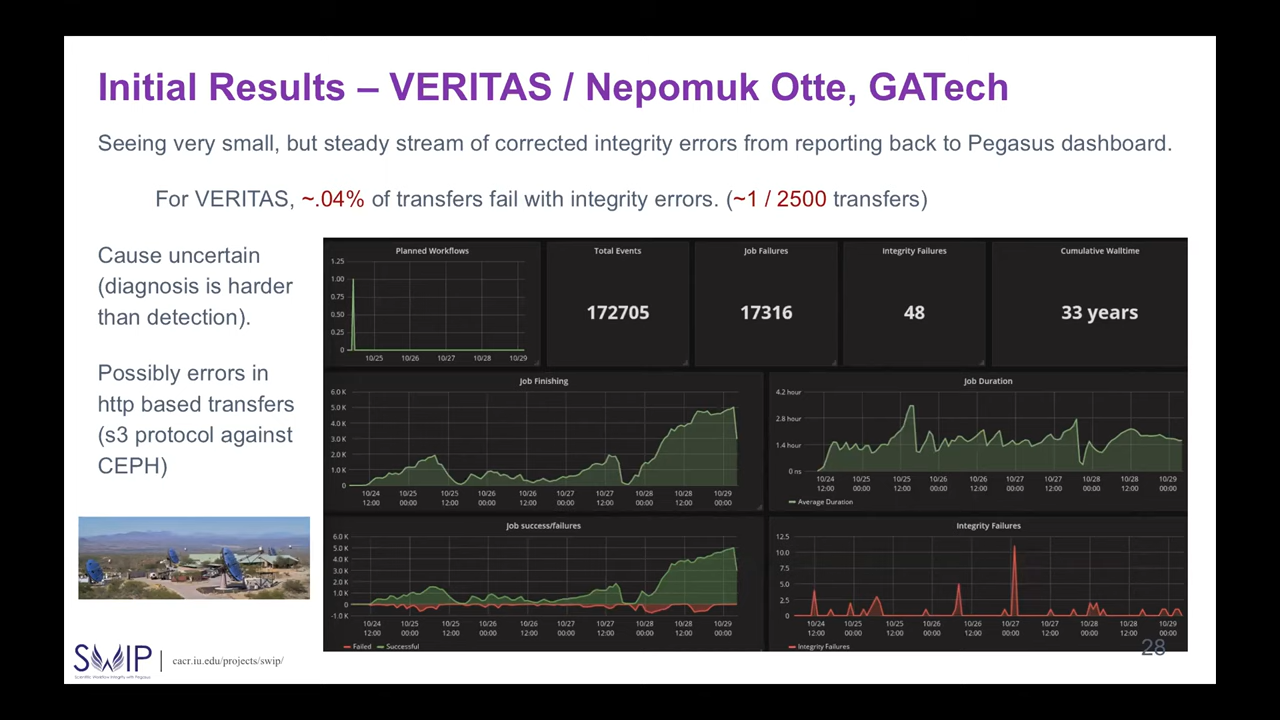 Initial Results – VERITAS / Nepomuk Otte, GATech
Seeing very small, but steady stream of corrected integrity errors from reporting back to Pegasus dashboard.
For VERITAS, ~.04% of transfers fail with integrity errors. (~1 / 2500 transfers)
Cause uncertain
(diagnosis is harder
than detection).
Possibly errors in
http based transfers
(s3 protocol against
CEPH)
Planned Workflows
1.25
1.00
0.75
0.50
0.25
0
10/25 10/26 10/27 10/28 10/29
Total Events
172705
Job Failures
17316
Integrity Failures
48
Cumulative Walltime
33 years
Job Finishing
6.0 K
5.0 K
4.0 K
3.0 K
2.0 K
1.0 K
0
10/24 10/25 10/25 10/26 10/26 10/27 10/27 10/28 10/28 10/29
12:00 00:00 12:00 00:00 12:00 00:00 12:00 00:00 12:00 00:00
Job Duration
4.2 hour
2.8 hour
1.4 hour
0 ns
10/24 10/25 10/25 10/26 10/26 10/27 10/27 10/28 10/28 10/29
12:00 00:00 12:00 00:00 12:00 00:00 12:00 00:00 12:00 00:00
Average Duration
Job success/failures
6.0 K
5.0 K
4.0 K
3.0 K
2.0 K
1.0 K
0
-1.0 K
10/24 10/25 10/25 10/26 10/26 10/27 10/27 10/28 10/28 10/29
12:00 00:00 12:00 00:00 12:00 00:00 12:00 00:00 12:00 00:00
Failed Successful
Integrity Failures
12.5
10.0
7.5
5.0
2.5
0
10/24 10/25 10/25 10/26 10/26 10/27 10/27 10/28 10/28 10/29
12:00 00:00 12:00 00:00 12:00 00:00 12:00 00:00 12:00 00:00
Integrity Failures
28
SWIP
Scientific Workflow Integrity with Pegasus
cacr.iu.edu/projects/swip/